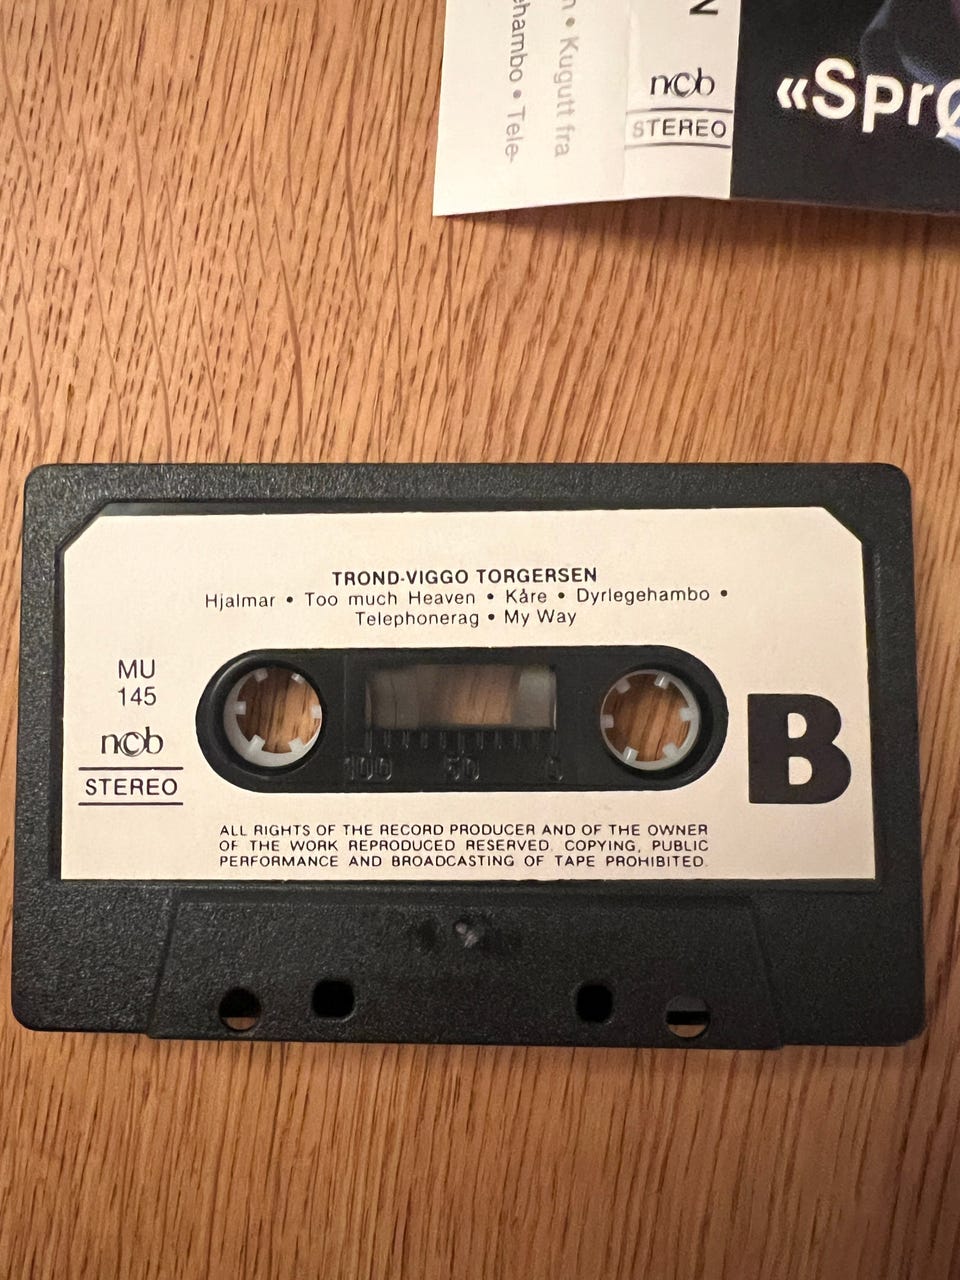 n • Kugutt fra
ehambo • Tele-
N
ncb
STEREO
«Sprø
TROND-VIGGO TORGERSEN
Hjalmar • Too much Heaven • Kåre • Dyrlegehambo •
Telephonerag • My Way
MU
145
ncb
STEREO
B
100 50 0
ALL RIGHTS OF THE RECORD PRODUCER AND OF THE OWNER
OF THE WORK REPRODUCED RESERVED. COPYING, PUBLIC
PERFORMANCE AND BROADCASTING OF TAPE PROHIBITED.